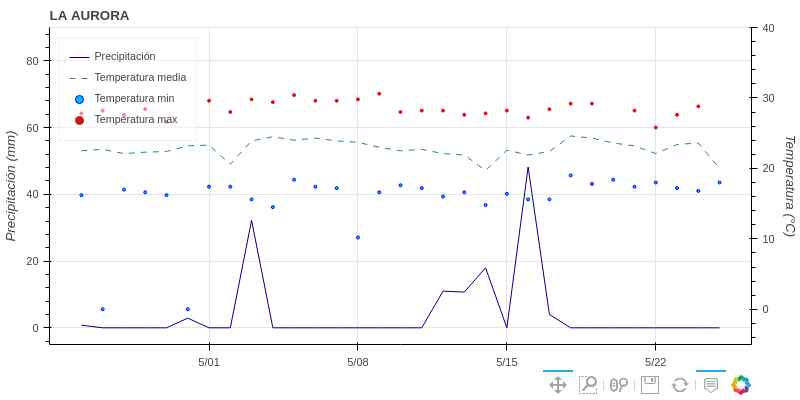 LA AURORA
Precipitación
Temperatura media
Temperatura min
Temperatura max
Precipitación (mm)
80
60
40
20
0
Temperatura (°C)
40
30
20
10
0
5/01
5/08
5/15
5/22